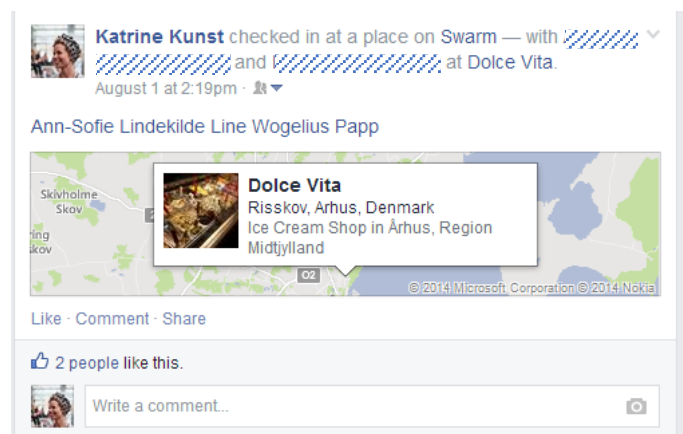 Katrine Kunst checked in at a place on Swarm — with
and at Dolce Vita.
August 1 at 2:19pm ·
Ann-Sofie Lindekilde Line Wogelius Papp
Skivholme
Skov
ring
skov
2
Dolce Vita
Risskov, Arhus, Denmark
Ice Cream Shop in Århus, Region
Midtjylland
O2
© 2014 Microsoft Corporation © 2014 Nokia
Like · Comment · Share
2 people like this.
Write a comment...